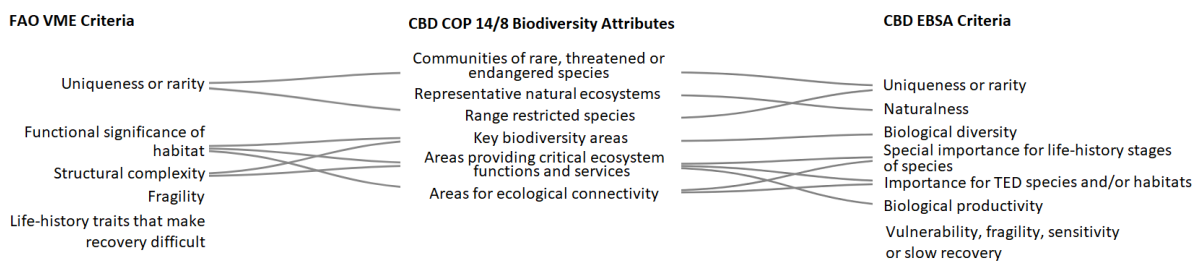 FAO VME Criteria
Uniqueness or rarity
Functional significance of
habitat
Structural complexity
Fragility
Life-history traits that make
recovery difficult
CBD COP 14/8 Biodiversity Attributes
Communities of rare, threatened or
endangered species
Representative natural ecosystems
Range restricted species
Key biodiversity areas
Areas providing critical ecosystem
functions and services
Areas for ecological connectivity
CBD EBSA Criteria
Uniqueness or rarity
Naturalness
Biological diversity
Special importance for life-history stages
of species
Importance for TED species and/or habitats
Biological productivity
Vulnerability, fragility, sensitivity
or slow recovery